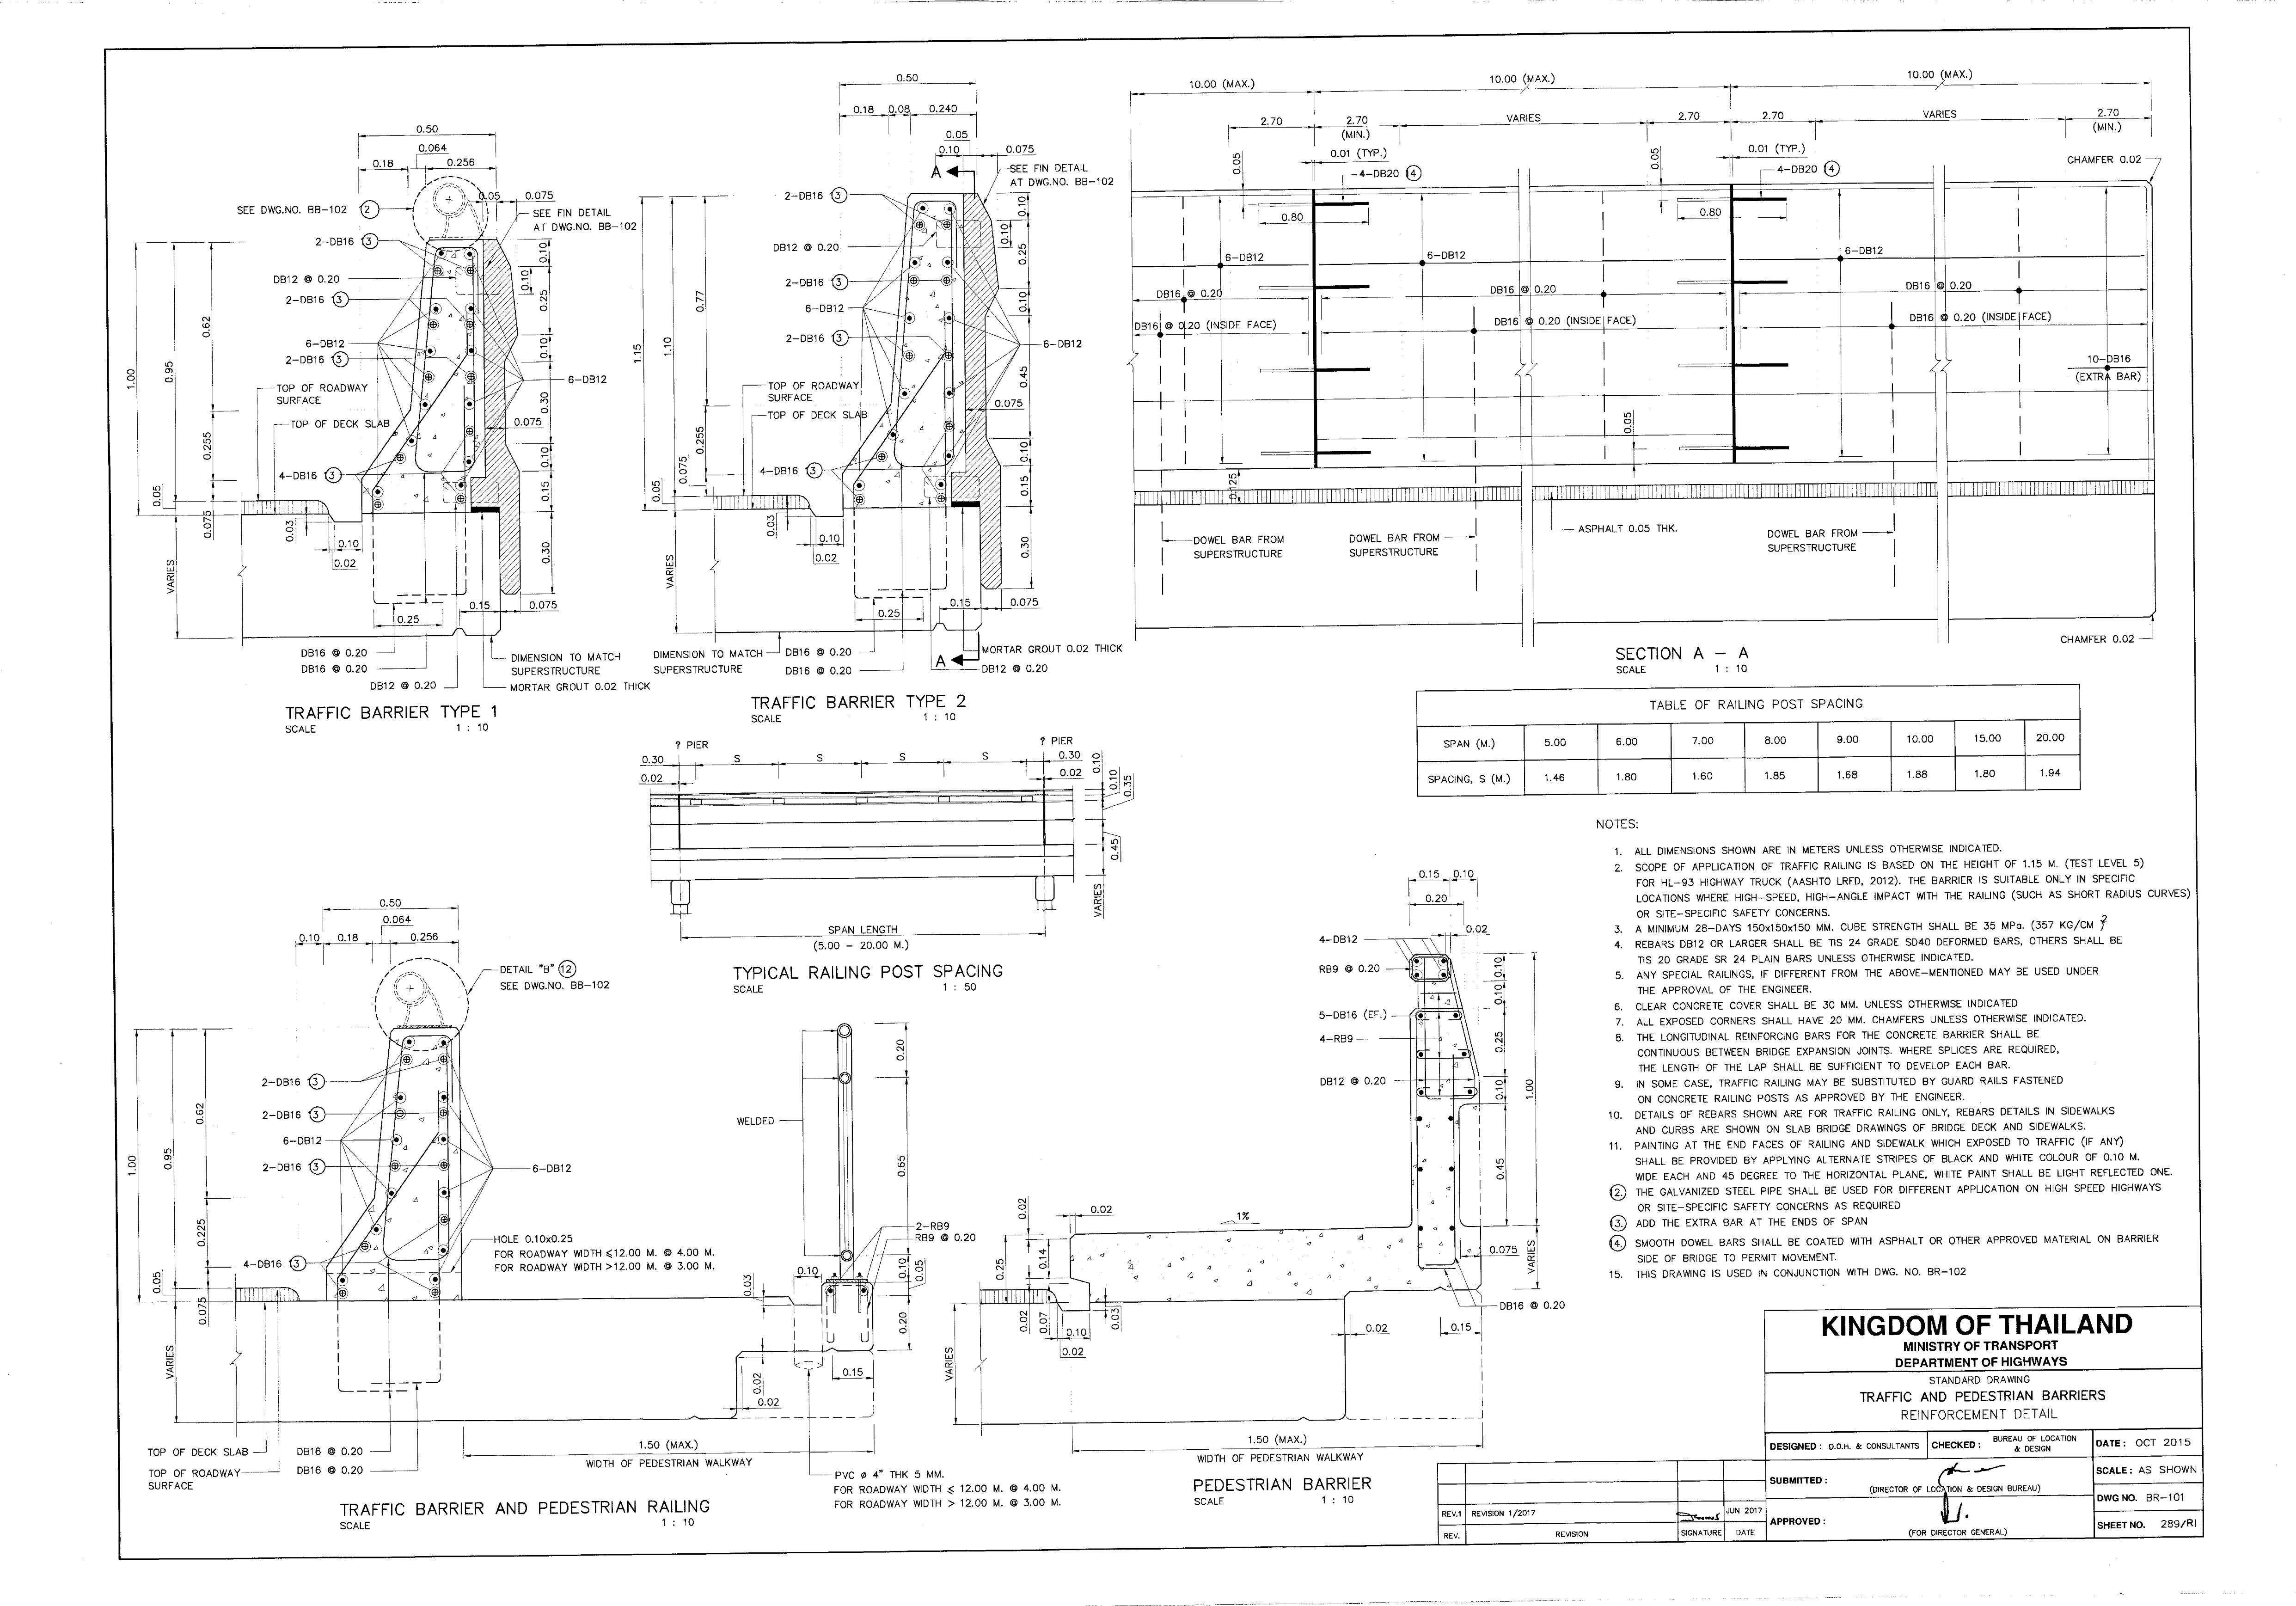 0.50
0.064
0.18
0.256
0.05
0.075
SEE DWG.NO. BB-102 2
SEE FIN DETAIL
AT DWG.NO. BB-102
2-DB16 3
DB12 @ 0.20
2-DB16 3
6-DB12
2-DB16 3
6-DB12
TOP OF ROADWAY
SURFACE
TOP OF DECK SLAB
4-DB16 3
1.00
0.95
0.62
0.255
0.05
0.075
VARIES
0.10
0.10
0.25
0.10
0.30
0.075
0.10
0.15
0.30
0.03
0.10
0.02
0.25
0.15
0.075
DB16 @ 0.20
DB16 @ 0.20
DB12 @ 0.20
DIMENSION TO MATCH
SUPERSTRUCTURE
MORTAR GROUT 0.02 THICK
TRAFFIC BARRIER TYPE 1
SCALE 1 : 10
0.50
0.18 0.08 0.240
0.05
0.10
0.075
A
SEE FIN DETAIL
AT DWG.NO. BB-102
2-DB16 3
DB12 @ 0.20
2-DB16 3
6-DB12
2-DB16 3
6-DB12
TOP OF ROADWAY
SURFACE
TOP OF DECK SLAB
4-DB16 3
1.15
1.10
0.77
0.255
0.075
0.05
VARIES
0.10
0.10
0.25
0.10
0.45
0.075
0.10
0.15
0.30
0.03
0.10
0.02
0.25
0.15
0.075
DIMENSION TO MATCH
SUPERSTRUCTURE
DB16 @ 0.20
DB16 @ 0.20
A
MORTAR GROUT 0.02 THICK
DB12 @ 0.20
TRAFFIC BARRIER TYPE 2
SCALE 1 : 10
10.00 (MAX.)
10.00 (MAX.)
10.00 (MAX.)
2.70
2.70
(MIN.)
VARIES
2.70
2.70
VARIES
2.70
(MIN.)
0.05
0.01 (TYP.)
4-DB20 4
0.80
0.05
0.01 (TYP.)
4-DB20 4
0.80
CHAMFER 0.02
6-DB12
6-DB12
6-DB12
DB16 @ 0.20
DB16 @ 0.20
DB16 @ 0.20
DB16 @ 0.20 (INSIDE FACE)
DB16 @ 0.20 (INSIDE FACE)
DB16 @ 0.20 (INSIDE FACE)
10-DB16
(EXTRA BAR)
0.05
0.125
DOWEL BAR FROM
SUPERSTRUCTURE
DOWEL BAR FROM
SUPERSTRUCTURE
ASPHALT 0.05 THK.
DOWEL BAR FROM
SUPERSTRUCTURE
CHAMFER 0.02
SECTION A - A
SCALE 1 : 10
TABLE OF RAILING POST SPACING
SPAN (M.) 5.00 6.00 7.00 8.00 9.00 10.00 15.00 20.00
SPACING, S (M.) 1.46 1.80 1.60 1.85 1.68 1.88 1.80 1.94
? PIER
? PIER
0.30 S S S S 0.30
0.02
0.02
0.10
0.10
0.35
0.45
VARIES
SPAN LENGTH
(5.00 - 20.00 M.)
TYPICAL RAILING POST SPACING
SCALE 1 : 50
NOTES:
1. ALL DIMENSIONS SHOWN ARE IN METERS UNLESS OTHERWISE INDICATED.
2. SCOPE OF APPLICATION OF TRAFFIC RAILING IS BASED ON THE HEIGHT OF 1.15 M. (TEST LEVEL 5)
FOR HL-93 HIGHWAY TRUCK (AASHTO LRFD, 2012). THE BARRIER IS SUITABLE ONLY IN SPECIFIC
LOCATIONS WHERE HIGH-SPEED, HIGH-ANGLE IMPACT WITH THE RAILING (SUCH AS SHORT RADIUS CURVES)
OR SITE-SPECIFIC SAFETY CONCERNS.
3. A MINIMUM 28-DAYS 150x150x150 MM. CUBE STRENGTH SHALL BE 35 MPa. (357 KG/CM²)
4. REBARS DB12 OR LARGER SHALL BE TIS 24 GRADE SD40 DEFORMED BARS, OTHERS SHALL BE
TIS 20 GRADE SR 24 PLAIN BARS UNLESS OTHERWISE INDICATED.
5. ANY SPECIAL RAILINGS, IF DIFFERENT FROM THE ABOVE-MENTIONED MAY BE USED UNDER
THE APPROVAL OF THE ENGINEER.
6. CLEAR CONCRETE COVER SHALL BE 30 MM. UNLESS OTHERWISE INDICATED
7. ALL EXPOSED CORNERS SHALL HAVE 20 MM. CHAMFERS UNLESS OTHERWISE INDICATED.
8. THE LONGITUDINAL REINFORCING BARS FOR THE CONCRETE BARRIER SHALL BE
CONTINUOUS BETWEEN BRIDGE EXPANSION JOINTS. WHERE SPLICES ARE REQUIRED,
THE LENGTH OF THE LAP SHALL BE SUFFICIENT TO DEVELOP EACH BAR.
9. IN SOME CASE, TRAFFIC RAILING MAY BE SUBSTITUTED BY GUARD RAILS FASTENED
ON CONCRETE RAILING POSTS AS APPROVED BY THE ENGINEER.
10. DETAILS OF REBARS SHOWN ARE FOR TRAFFIC RAILING ONLY, REBARS DETAILS IN SIDEWALKS
AND CURBS ARE SHOWN ON SLAB BRIDGE DRAWINGS OF BRIDGE DECK AND SIDEWALKS.
11. PAINTING AT THE END FACES OF RAILING AND SIDEWALK WHICH EXPOSED TO TRAFFIC (IF ANY)
SHALL BE PROVIDED BY APPLYING ALTERNATE STRIPES OF BLACK AND WHITE COLOUR OF 0.10 M.
WIDE EACH AND 45 DEGREE TO THE HORIZONTAL PLANE, WHITE PAINT SHALL BE LIGHT REFLECTED ONE.
12. THE GALVANIZED STEEL PIPE SHALL BE USED FOR DIFFERENT APPLICATION ON HIGH SPEED HIGHWAYS
OR SITE-SPECIFIC SAFETY CONCERNS AS REQUIRED
13. ADD THE EXTRA BAR AT THE ENDS OF SPAN
14. SMOOTH DOWEL BARS SHALL BE COATED WITH ASPHALT OR OTHER APPROVED MATERIAL ON BARRIER
SIDE OF BRIDGE TO PERMIT MOVEMENT.
15. THIS DRAWING IS USED IN CONJUNCTION WITH DWG. NO. BR-102
0.50
0.064
0.10 0.18
0.256
DETAIL "B" 12
SEE DWG.NO. BB-102
2-DB16 3
2-DB16 3
6-DB12
2-DB16 3
6-DB12
4-DB16 3
1.00
0.95
0.62
0.225
0.05
0.075
VARIES
HOLE 0.10x0.25
FOR ROADWAY WIDTH ≤12.00 M. @ 4.00 M.
FOR ROADWAY WIDTH >12.00 M. @ 3.00 M.
WELDED
0.20
0.65
2-RB9
RB9 @ 0.20
0.10
0.05
0.20
0.03
0.10
0.15
0.02
0.02
TOP OF DECK SLAB
TOP OF ROADWAY
SURFACE
DB16 @ 0.20
DB16 @ 0.20
1.50 (MAX.)
WIDTH OF PEDESTRIAN WALKWAY
PVC ø 4" THK 5 MM.
FOR ROADWAY WIDTH ≤ 12.00 M. @ 4.00 M.
FOR ROADWAY WIDTH > 12.00 M. @ 3.00 M.
TRAFFIC BARRIER AND PEDESTRIAN RAILING
SCALE 1 : 10
0.15 0.10
0.20
0.02
4-DB12
RB9 @ 0.20
5-DB16 (EF.)
4-RB9
DB12 @ 0.20
0.10
0.10
0.25
0.10
0.45
1.00
VARIES
0.075
0.02
0.02
1%
0.25
0.14
0.02
0.07
0.03
0.10
0.02
VARIES
0.02
0.15
DB16 @ 0.20
1.50 (MAX.)
WIDTH OF PEDESTRIAN WALKWAY
PEDESTRIAN BARRIER
SCALE 1 : 10
KINGDOM OF THAILAND
MINISTRY OF TRANSPORT
DEPARTMENT OF HIGHWAYS
STANDARD DRAWING
TRAFFIC AND PEDESTRIAN BARRIERS
REINFORCEMENT DETAIL
DESIGNED : D.O.H. & CONSULTANTS
CHECKED : BUREAU OF LOCATION & DESIGN
DATE : OCT 2015
SUBMITTED :
(DIRECTOR OF LOCATION & DESIGN BUREAU)
SCALE : AS SHOWN
DWG NO. BR-101
APPROVED :
(FOR DIRECTOR GENERAL)
SHEET NO. 289/RI
REV.1 REVISION 1/2017 JUN 2017
REV. REVISION SIGNATURE DATE